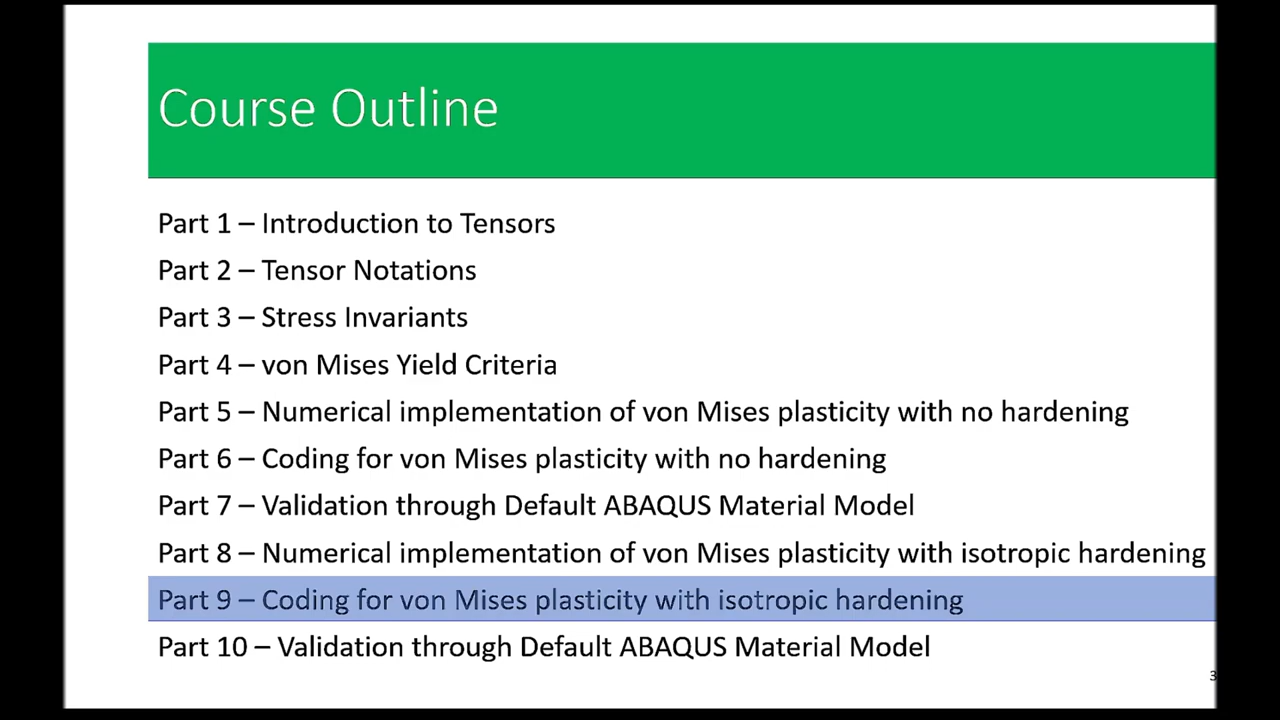 Course Outline
Part 1 – Introduction to Tensors
Part 2 – Tensor Notations
Part 3 – Stress Invariants
Part 4 – von Mises Yield Criteria
Part 5 – Numerical implementation of von Mises plasticity with no hardening
Part 6 – Coding for von Mises plasticity with no hardening
Part 7 – Validation through Default ABAQUS Material Model
Part 8 – Numerical implementation of von Mises plasticity with isotropic hardening
Part 9 – Coding for von Mises plasticity with isotropic hardening
Part 10 – Validation through Default ABAQUS Material Model
3